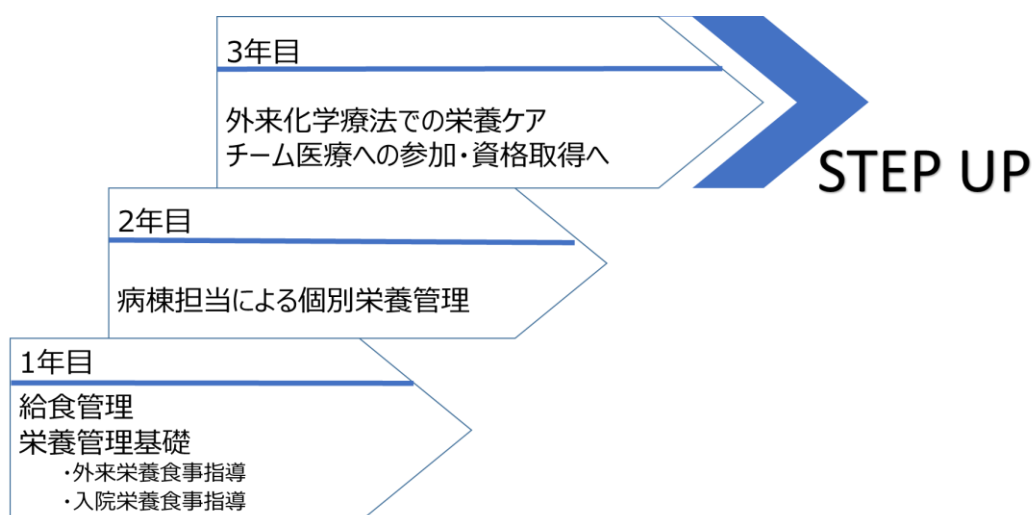 3年目
外来化学療法での栄養ケア
チーム医療への参加・資格取得へ
STEP UP
2年目
病棟担当による個別栄養管理
1年目
給食管理
栄養管理基礎
・外来栄養食事指導
・入院栄養食事指導